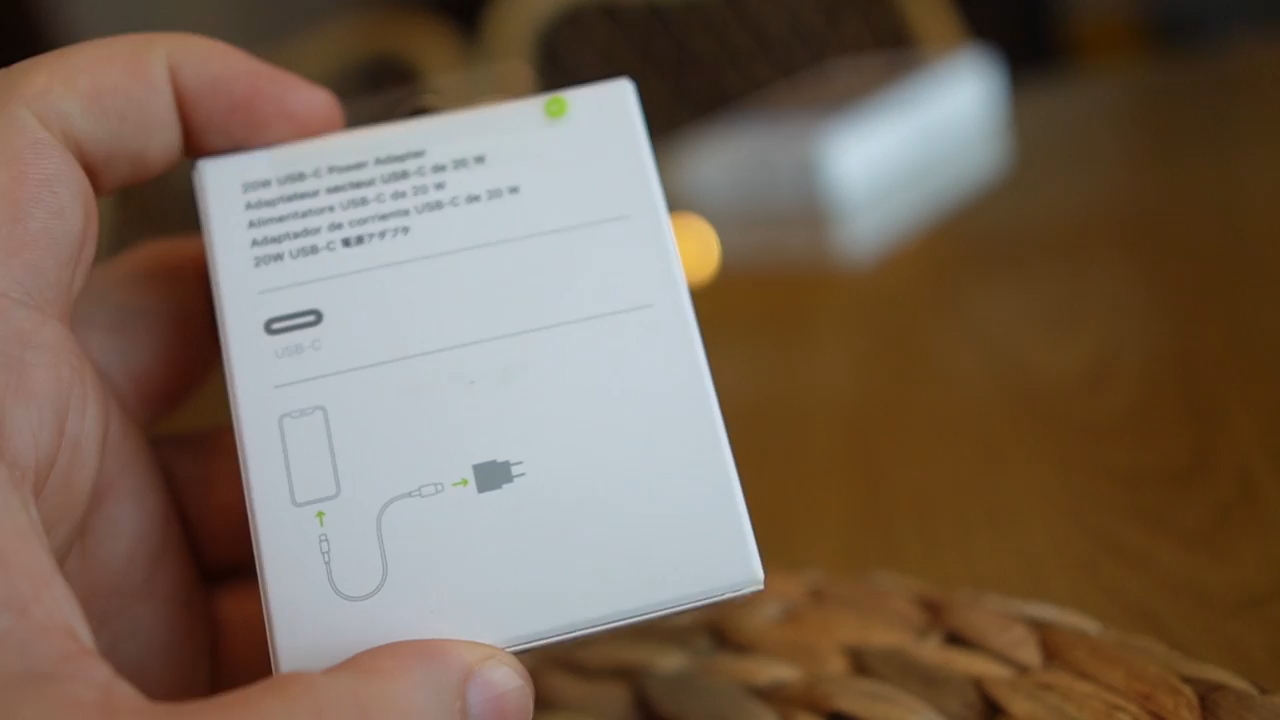 20W USB-C Power Adapter
Adaptateur secteur USB-C de 20 W
Alimentatore USB-C da 20 W
Adaptador de corriente USB-C de 20 W
20W USB-C 電源アダプタ
USB-C